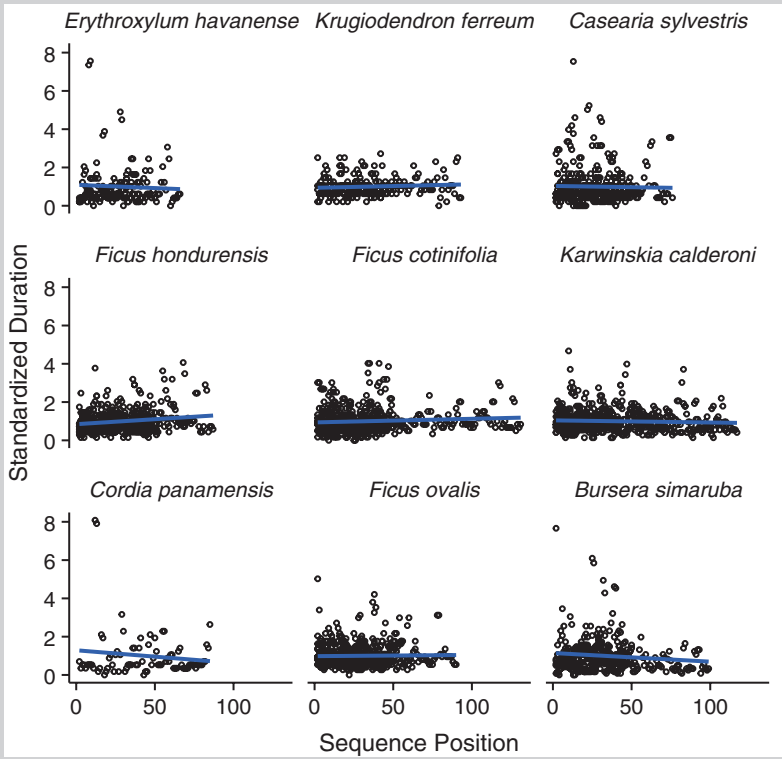 Erythroxylum havanense Krugiodendron ferreum Casearia sylvestris
8
6
4
2
0
Ficus hondurensis Ficus cotinifolia Karwinskia calderoni
8
6
4
2
0
Standardized Duration
Cordia panamensis Ficus ovalis Bursera simaruba
8
6
4
2
0
0 50 100 0 50 100 0 50 100
Sequence Position